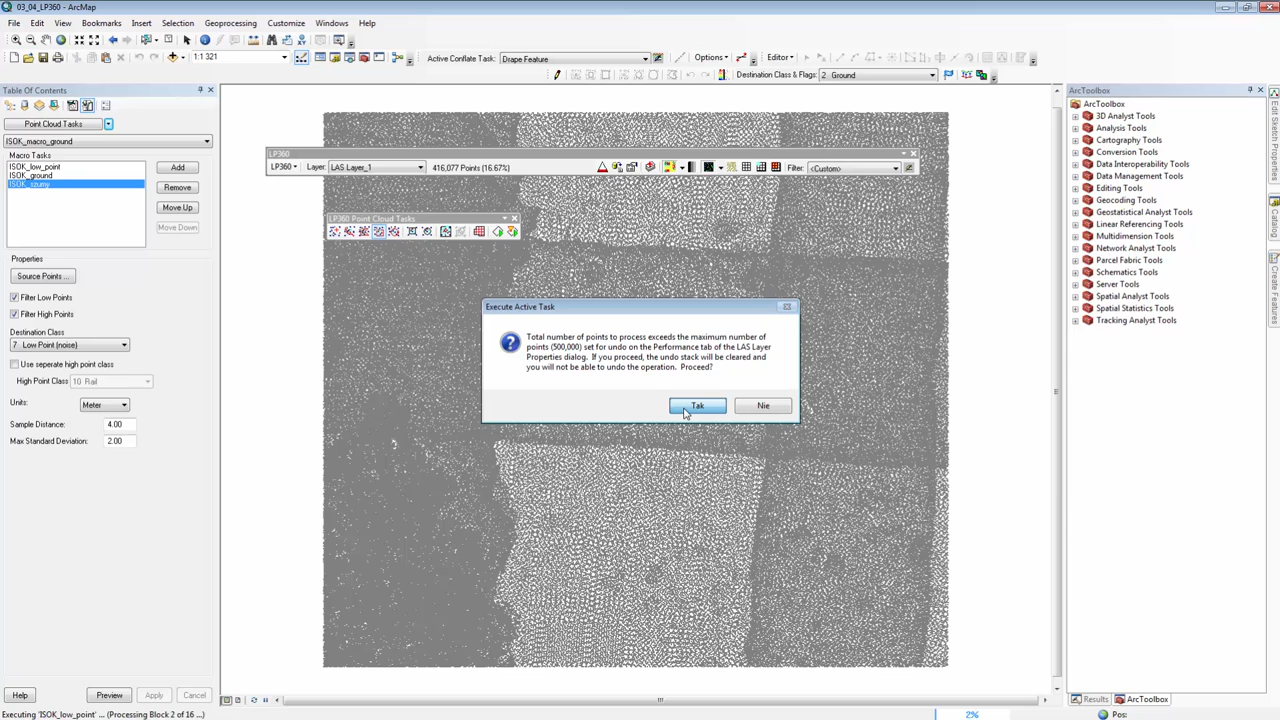 03_04_LP360 - ArcMap
File Edit View Bookmarks Insert Selection Geoprocessing Customize Windows Help
1:1 321
Active Conflate Task: Drape Feature
Options
Editor
Destination Class & Flags: 2 Ground
Table Of Contents
Point Cloud Tasks
ISOK_macro_ground
Macro Tasks
ISOK_low_point
ISOK_ground
ISOK_szumy
Add
Remove
Move Up
Move Down
Properties
Source Points ...
Filter Low Points
Filter High Points
Destination Class
7 Low Point (noise)
Use seperate high point class
High Point Class 10 Rail
Units: Meter
Sample Distance: 4.00
Max Standard Deviation: 2.00
Help Preview Apply Cancel
Executing 'ISOK_low_point' ... (Processing Block 2 of 16 ...)
LP360
LP360 Layer: LAS Layer_1 416,077 Points (16.67%) Filter: <Custom>
LP360 Point Cloud Tasks
Execute Active Task
Total number of points to process exceeds the maximum number of
points (500,000) set for undo on the Performance tab of the LAS Layer
Properties dialog. If you proceed, the undo stack will be cleared and
you will not be able to undo the operation. Proceed?
Tak Nie
ArcToolbox
ArcToolbox
3D Analyst Tools
Analysis Tools
Cartography Tools
Conversion Tools
Data Interoperability Tools
Data Management Tools
Editing Tools
Geocoding Tools
Geostatistical Analyst Tools
Linear Referencing Tools
Multidimension Tools
Network Analyst Tools
Parcel Fabric Tools
Schematics Tools
Server Tools
Spatial Analyst Tools
Spatial Statistics Tools
Tracking Analyst Tools
Edit Sketch Properties
Catalog
Create Features
Results ArcToolbox
2%
Pos: